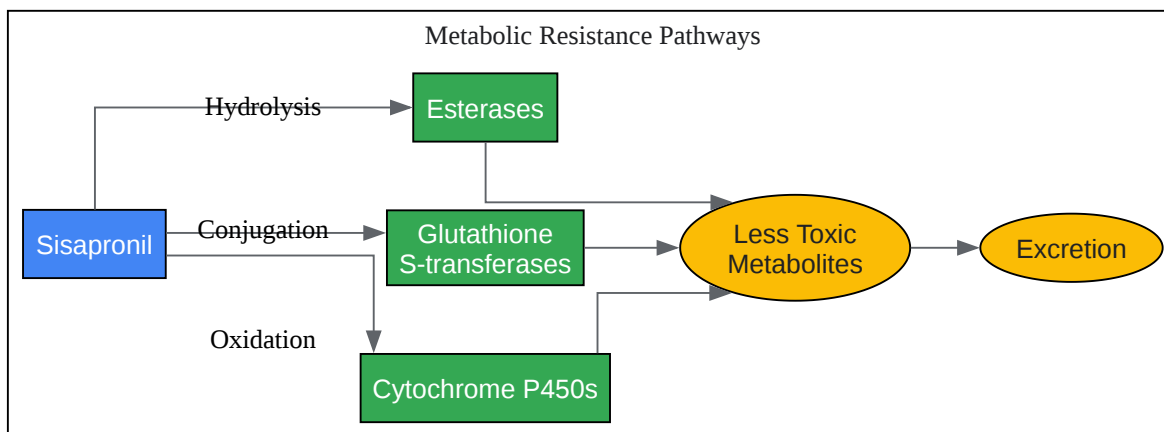 Metabolic Resistance Pathways
Hydrolysis
Esterases
Sisapronil
Conjugation
Glutathione
S-transferases
Less Toxic
Metabolites
Excretion
Oxidation
Cytochrome P450s